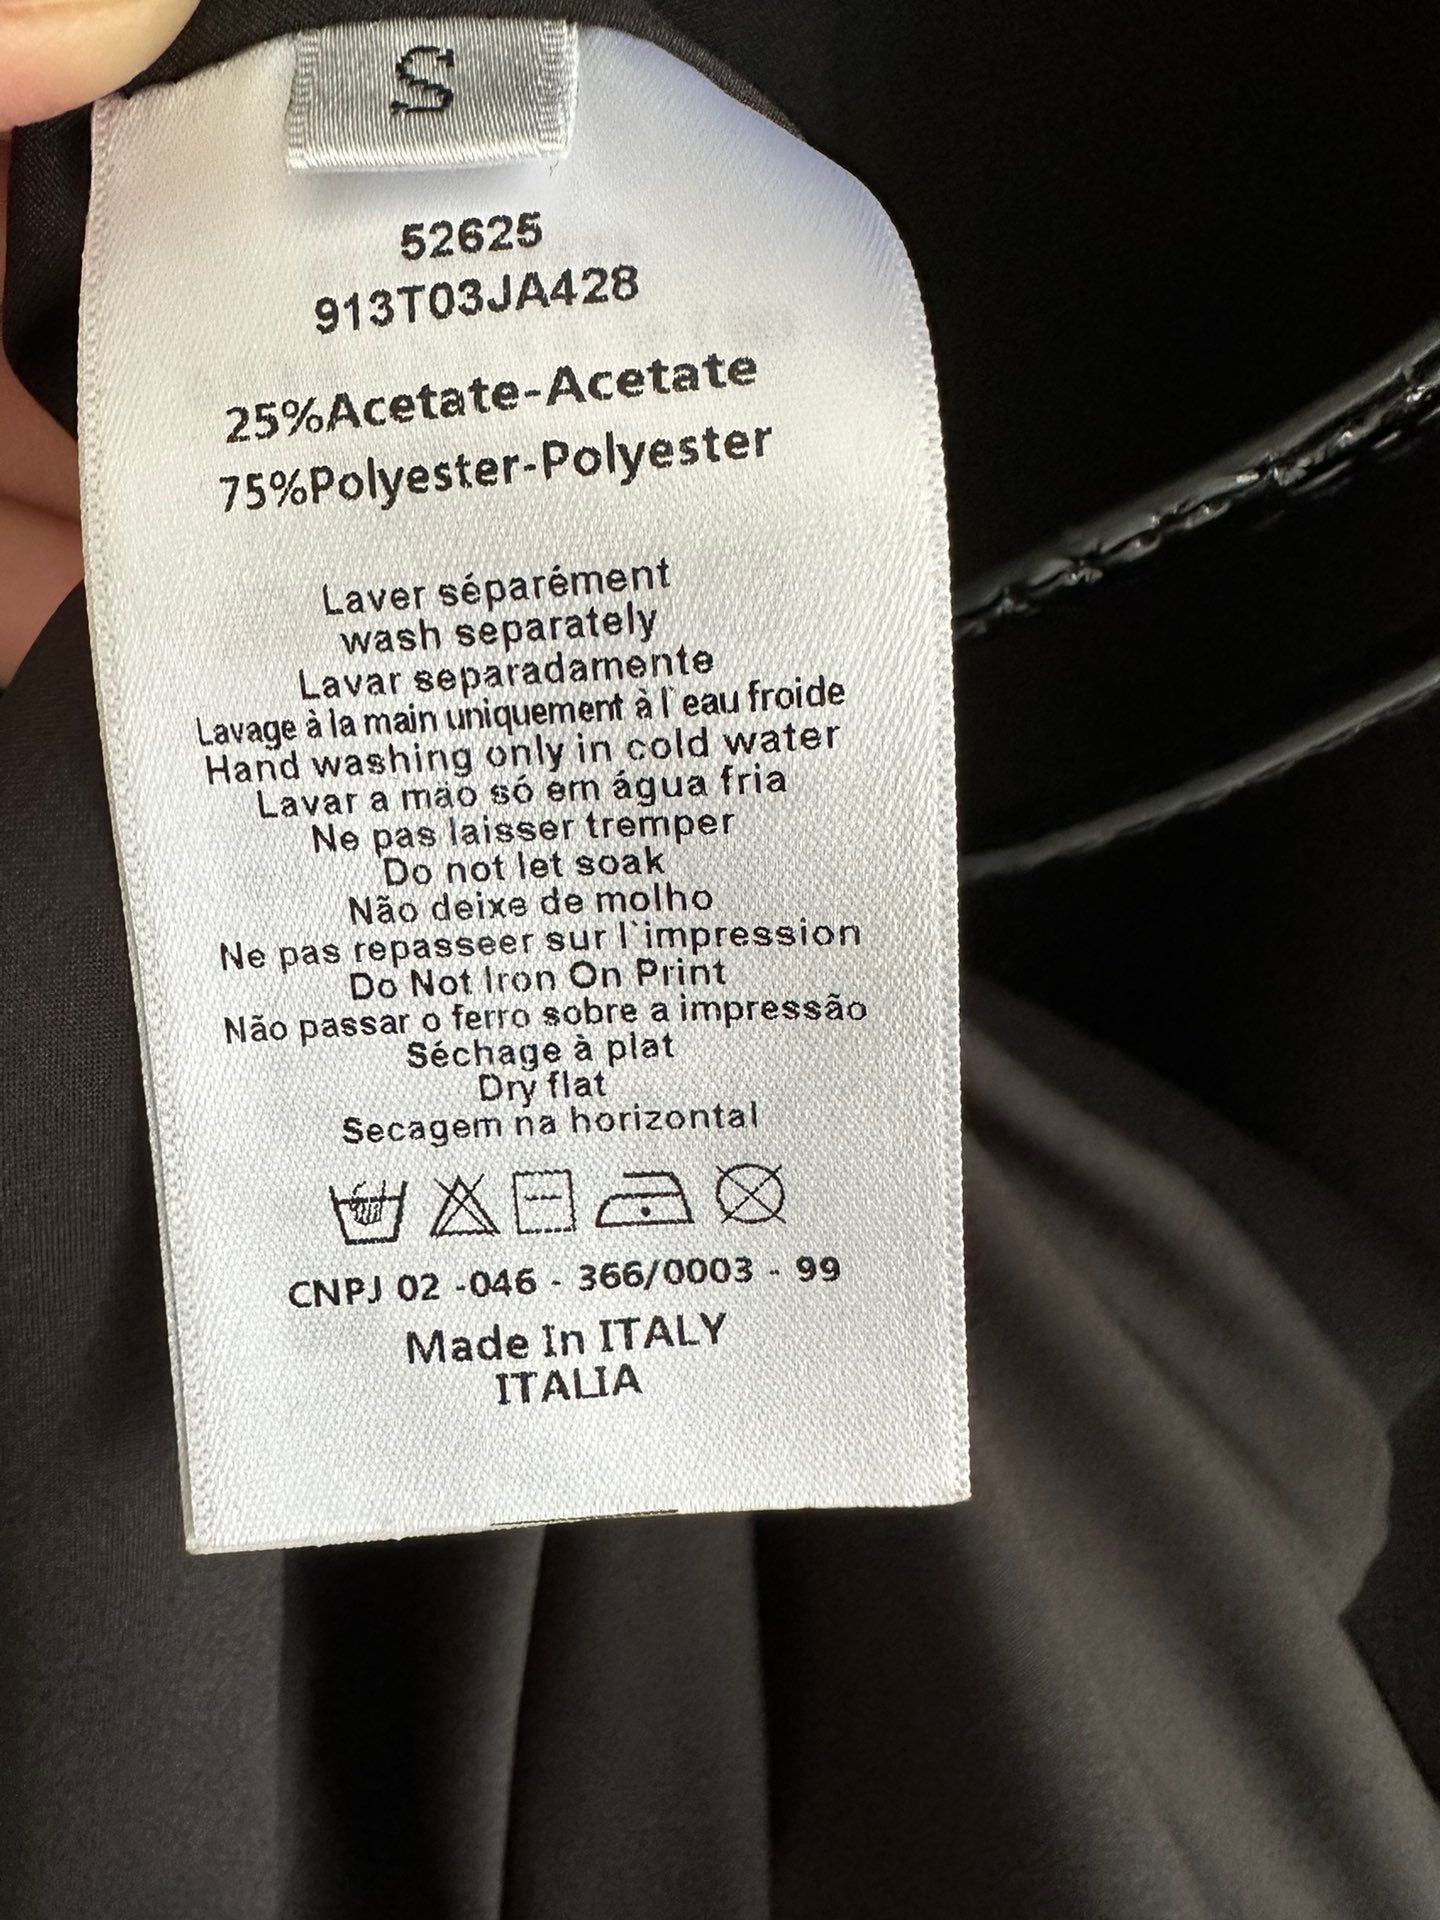 S
52625
913T03JA428
25%Acetate-Acetate
75%Polyester-Polyester
Laver séparément
wash separately
Lavar separadamente
Lavage à la main uniquement à l'eau froide
Hand washing only in cold water
Lavar a mão só em água fria
Ne pas laisser tremper
Do not let soak
Não deixe de molho
Ne pas repasseer sur l`impression
Do Not Iron On Print
Não passar o ferro sobre a impressão
Séchage à plat
Dry flat
Secagem na horizontal
CNPJ 02 -046 - 366/0003 - 99
Made In ITALY
ITALIA